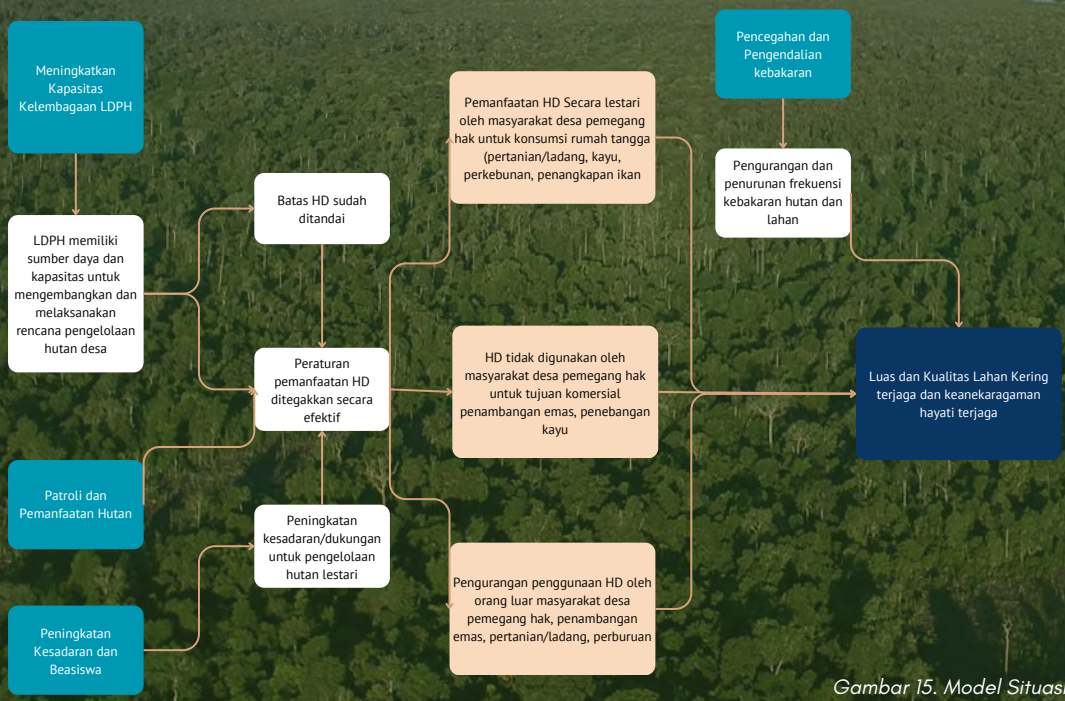 Meningkatkan
Kapasitas
Kelembagaan LDPH
Pencegahan dan
Pengendalian
kebakaran
Pemanfaatan HD Secara lestari
oleh masyarakat desa pemegang
hak untuk konsumsi rumah tangga
(pertanian/ladang, kayu,
perkebunan, penangkapan ikan
Pengurangan dan
penurunan frekuensi
kebakaran hutan dan
lahan
Batas HD sudah
ditandai
LDPH memiliki
sumber daya dan
kapasitas untuk
mengembangkan dan
melaksanakan
rencana pengelolaan
hutan desa
Peraturan
pemanfaatan HD
ditegakkan secara
efektif
HD tidak digunakan oleh
masyarakat desa pemegang hak
untuk tujuan komersial
penambangan emas, penebangan
kayu
Luas dan Kualitas Lahan Kering
terjaga dan keanekaragaman
hayati terjaga
Patroli dan
Pemanfaatan Hutan
Peningkatan
kesadaran/dukungan
untuk pengelolaan
hutan lestari
Pengurangan penggunaan HD oleh
orang luar masyarakat desa
pemegang hak, penambangan
emas, pertanian/ladang, perburuan
Peningkatan
Kesadaran dan
Beasiswa
Gambar 15. Model Situasi